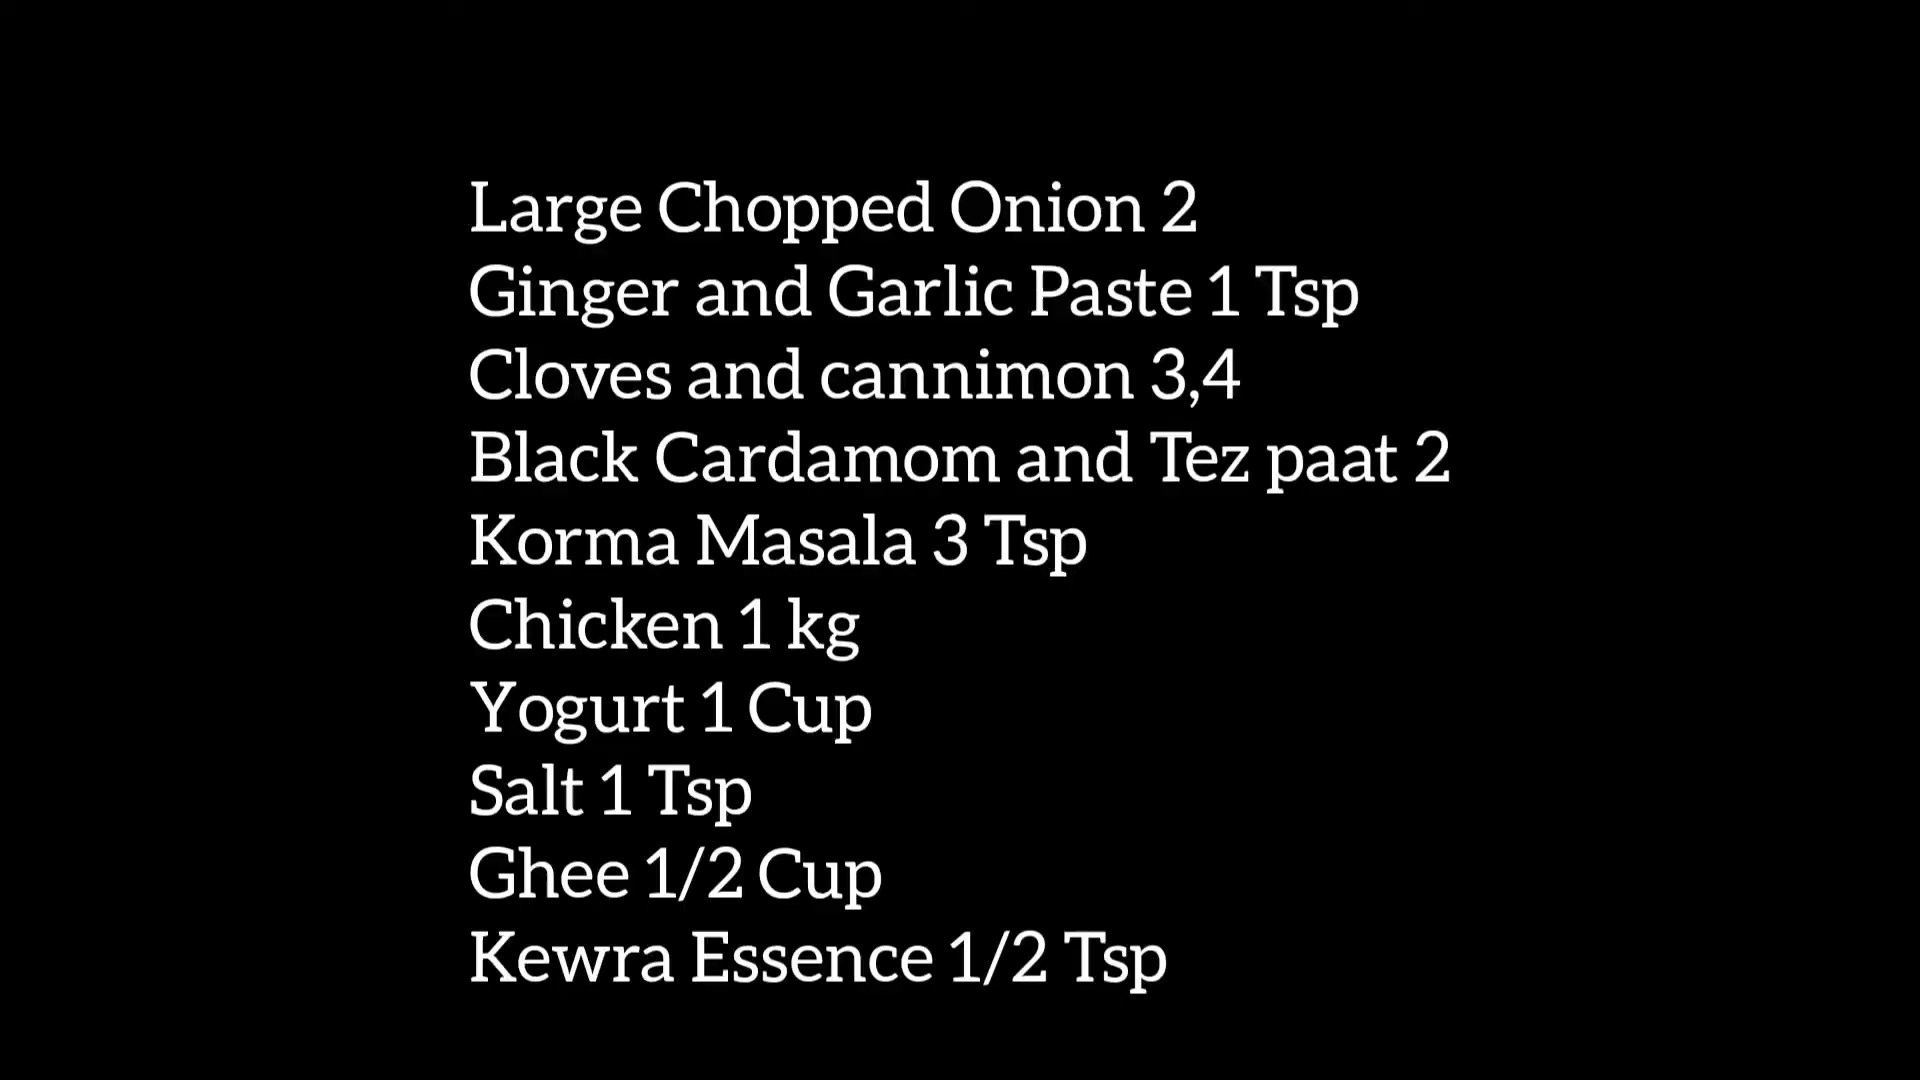 Large Chopped Onion 2
Ginger and Garlic Paste 1 Tsp
Cloves and cannimon 3,4
Black Cardamom and Tez paat 2
Korma Masala 3 Tsp
Chicken 1 kg
Yogurt 1 Cup
Salt 1 Tsp
Ghee 1/2 Cup
Kewra Essence 1/2 Tsp